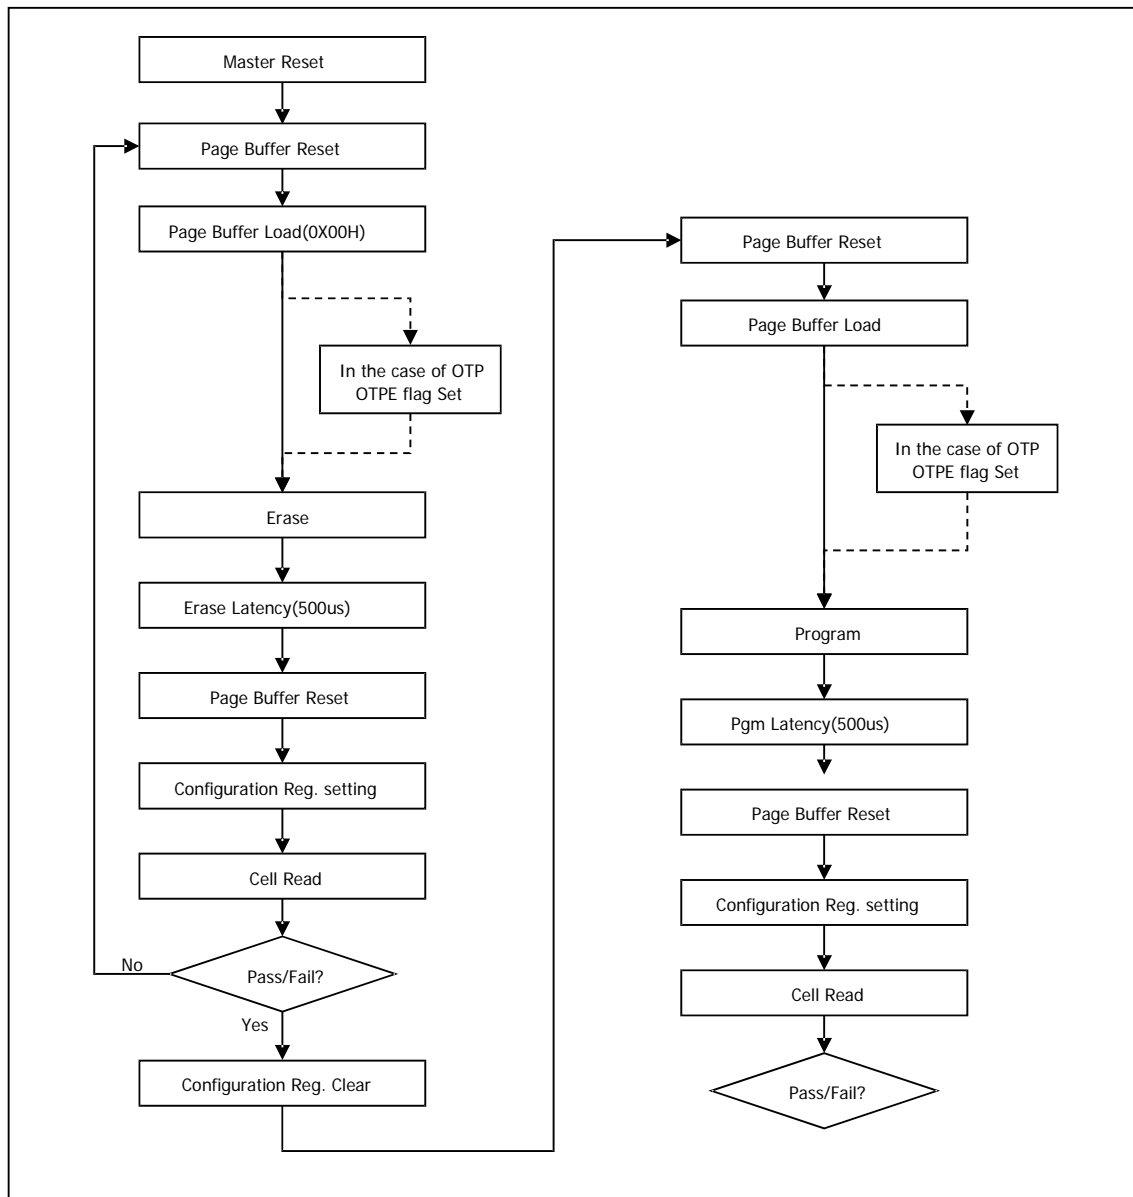 Master Reset
Page Buffer Reset
Page Buffer Load(0X00H)
In the case of OTP
OTPE flag Set
Erase
Erase Latency(500us)
Page Buffer Reset
Configuration Reg. setting
Cell Read
Pass/Fail?
No
Yes
Configuration Reg. Clear
Page Buffer Reset
Page Buffer Load
In the case of OTP
OTPE flag Set
Program
Pgm Latency(500us)
Page Buffer Reset
Configuration Reg. setting
Cell Read
Pass/Fail?